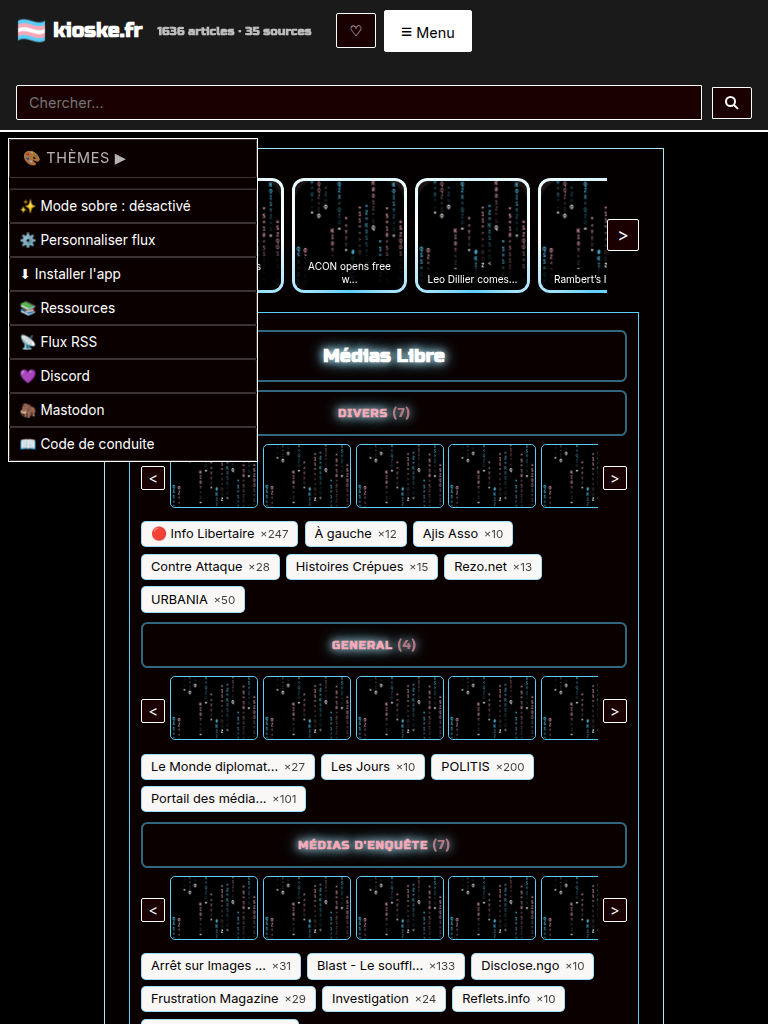 kioske.fr
1636 articles · 35 sources
♡
≡ Menu
Chercher...
🎨 THÈMES ▶
✨ Mode sobre : désactivé
⚙️ Personnaliser flux
⬇ Installer l'app
📚 Ressources
📡 Flux RSS
💜 Discord
🦣 Mastodon
📖 Code de conduite
ACON opens free w...
Leo Dillier comes...
Rambert's
>
Médias Libre
DIVERS (7)
<
>
🔴 Info Libertaire ×247
À gauche ×12
Ajis Asso ×10
Contre Attaque ×28
Histoires Crépues ×15
Rezo.net ×13
URBANIA ×50
GENERAL (4)
<
>
Le Monde diplomat... ×27
Les Jours ×10
POLITIS ×200
Portail des média... ×101
MÉDIAS D'ENQUÊTE (7)
<
>
Arrêt sur Images ... ×31
Blast - Le souffl... ×133
Disclose.ngo ×10
Frustration Magazine ×29
Investigation ×24
Reflets.info ×10